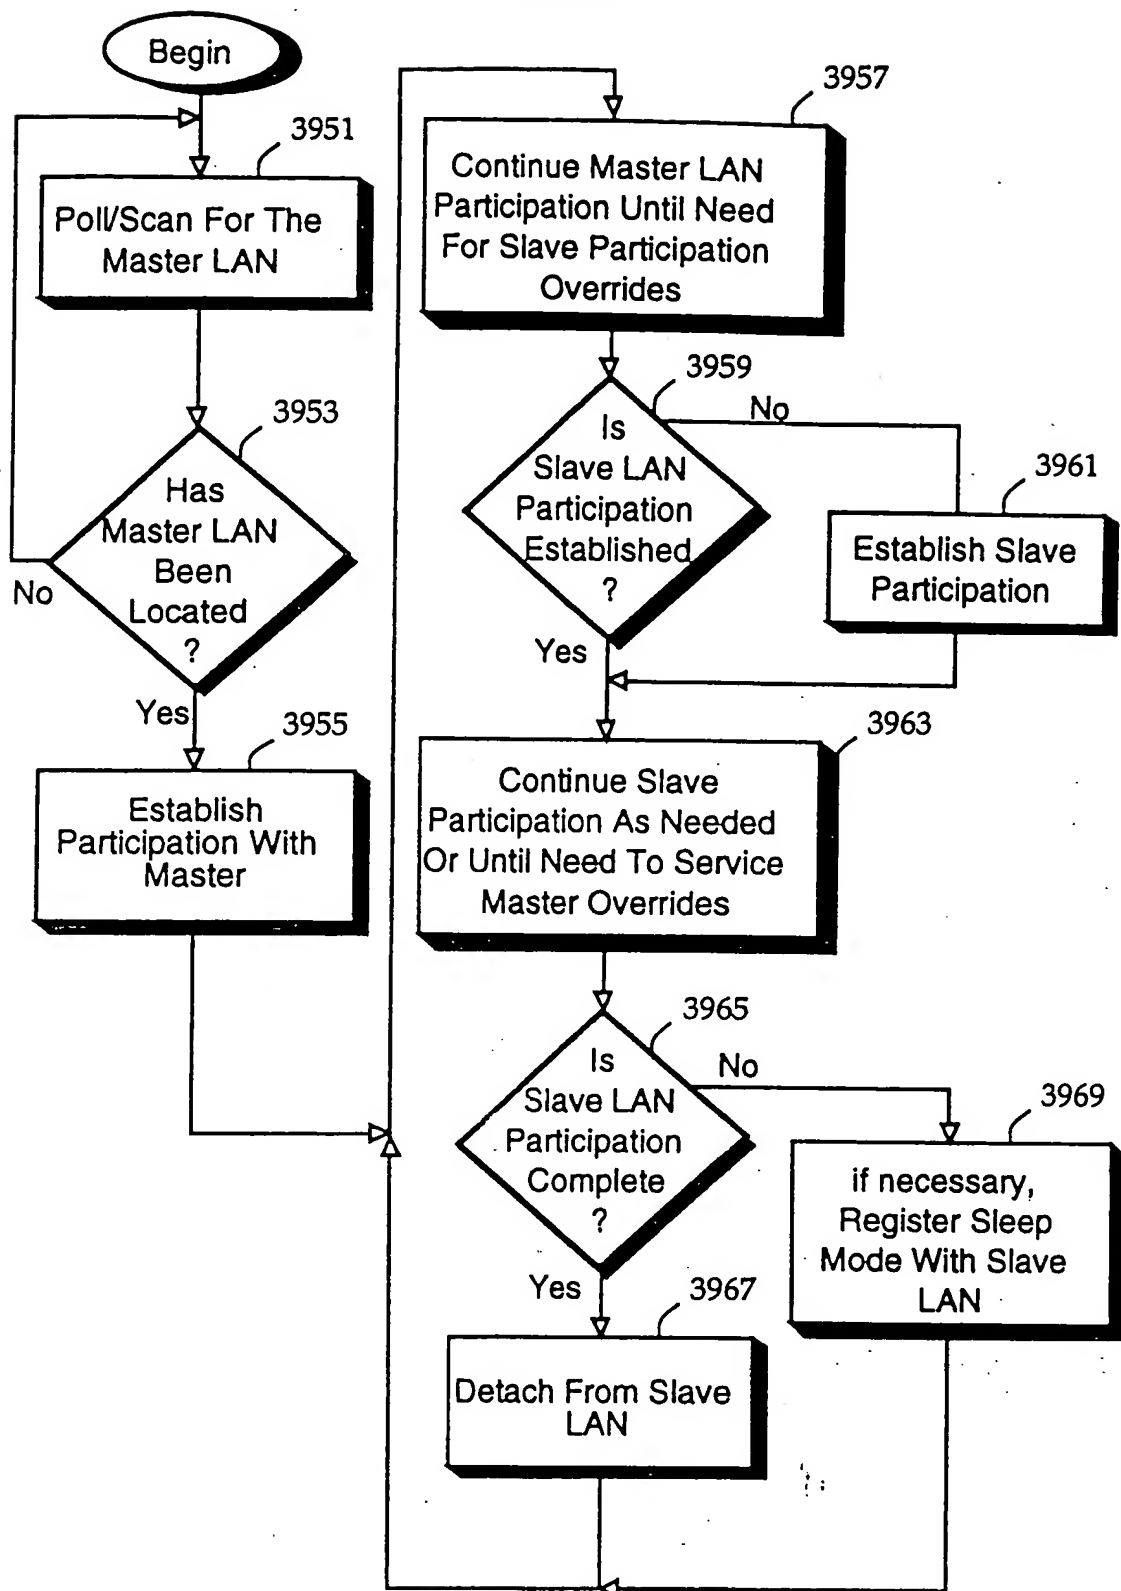 Begin
3951
Poll/Scan For The
Master LAN
3953
Has
Master LAN
Been
Located
?
No
Yes
3955
Establish
Participation With
Master
3957
Continue Master LAN
Participation Until Need
For Slave Participation
Overrides
3959
Is
Slave LAN
Participation
Established
?
No
Yes
3961
Establish Slave
Participation
3963
Continue Slave
Participation As Needed
Or Until Need To Service
Master Overrides
3965
Is
Slave LAN
Participation
Complete
?
No
Yes
3969
if necessary,
Register Sleep
Mode With Slave
LAN
3967
Detach From Slave
LAN